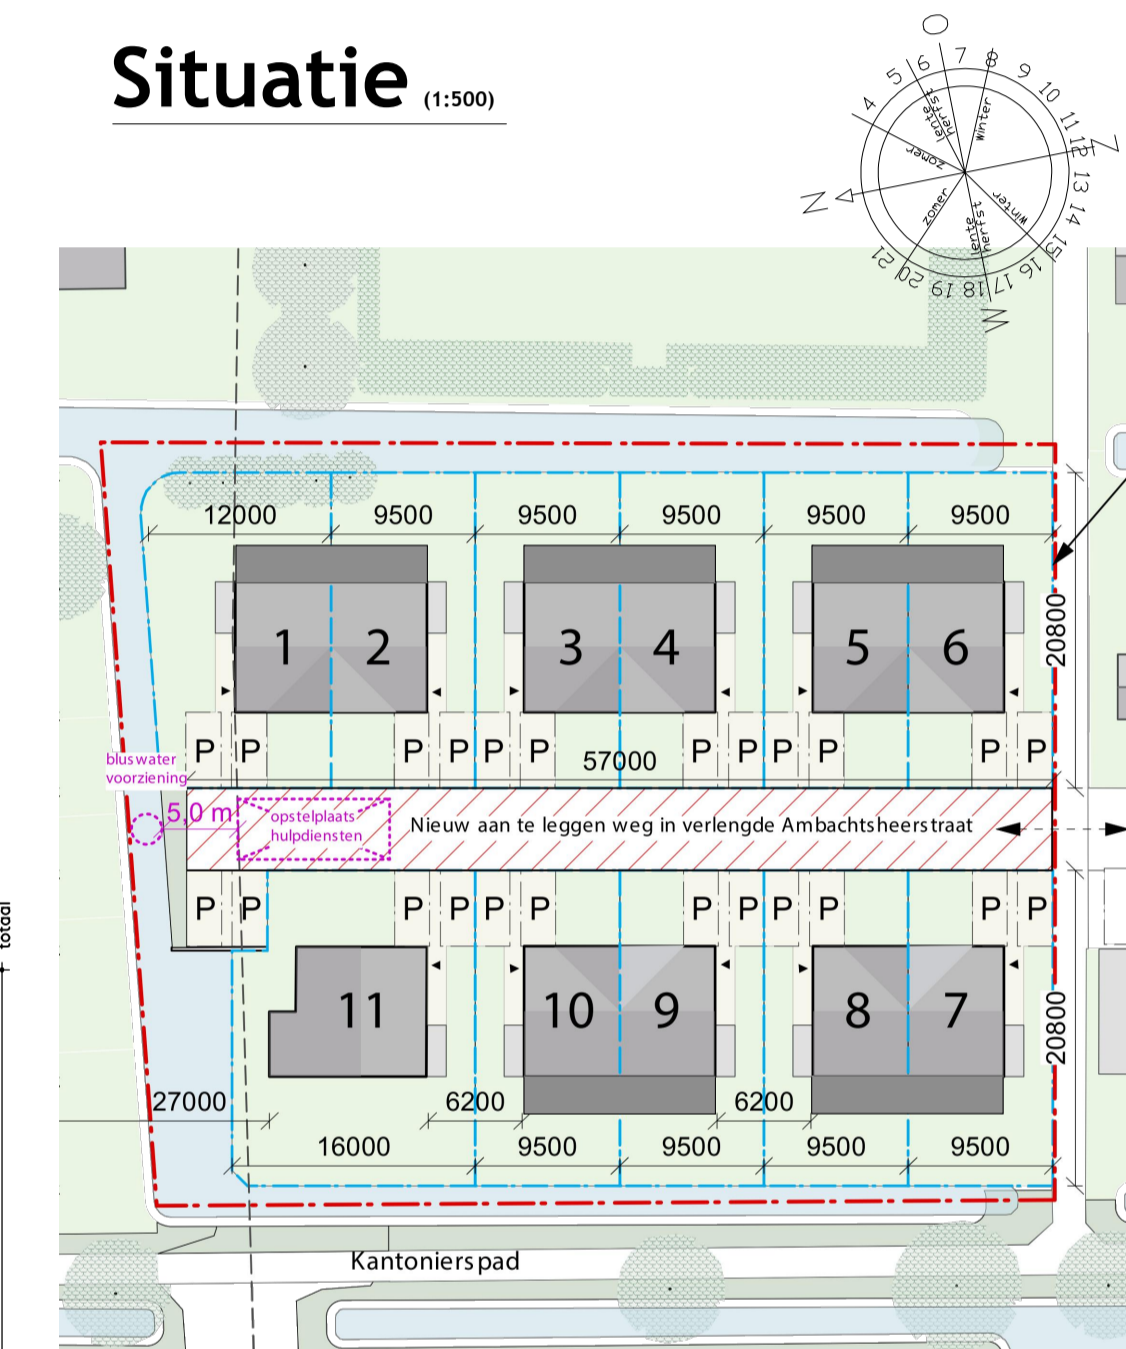 Situatie (1:500)
O
4 5 6 7 8 9 10 11 12 13 14 15 16 17 18 19 20 21
N
Z
W
lente
herfst
winter
zomer
zomer
lente
herfst
winter
12000 9500 9500 9500 9500 9500
20800
1 2 3 4 5 6
P P P P P P P P P P P P
57000
bluswater
voorziening
5,0 m
opstelplaats
hulpdiensten
Nieuw aan te leggen weg in verlengde Ambachtsheerstraat
P P P P P P P P P P P P
totaal
11 10 9 8 7
20800
27000 6200 6200
16000 9500 9500 9500 9500
Kantonierspad